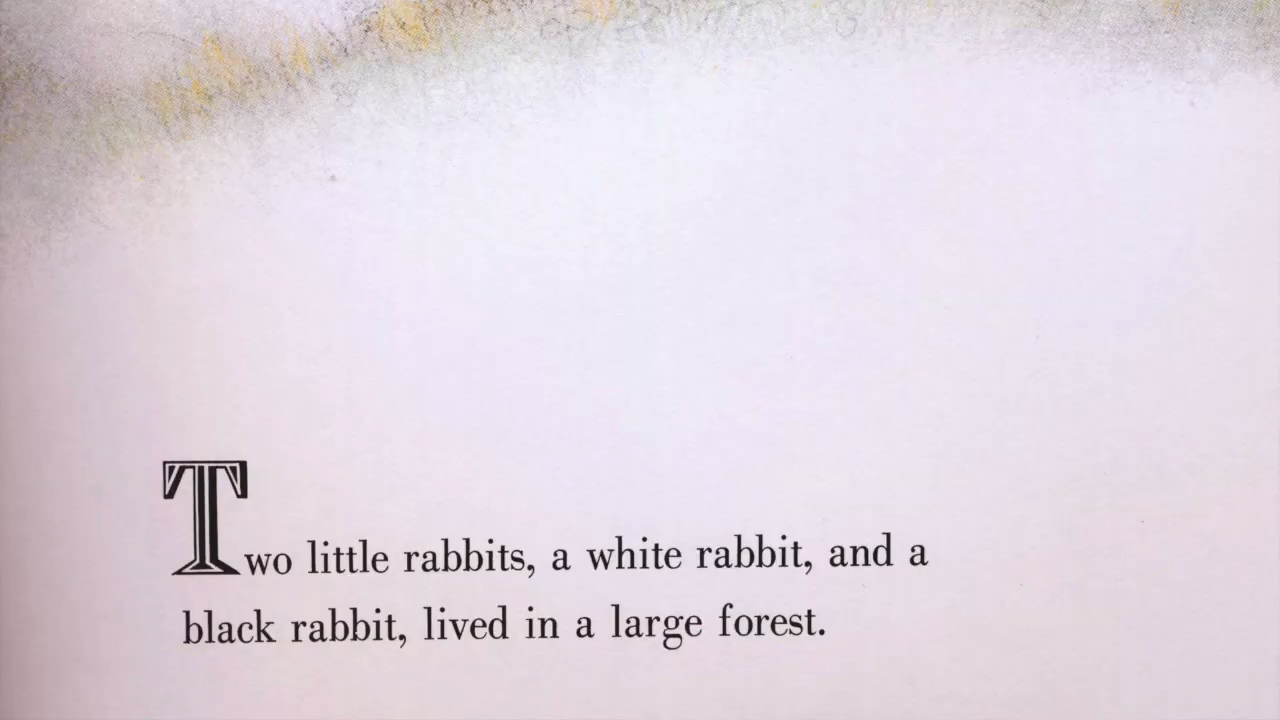 Two little rabbits, a white rabbit, and a
black rabbit, lived in a large forest.